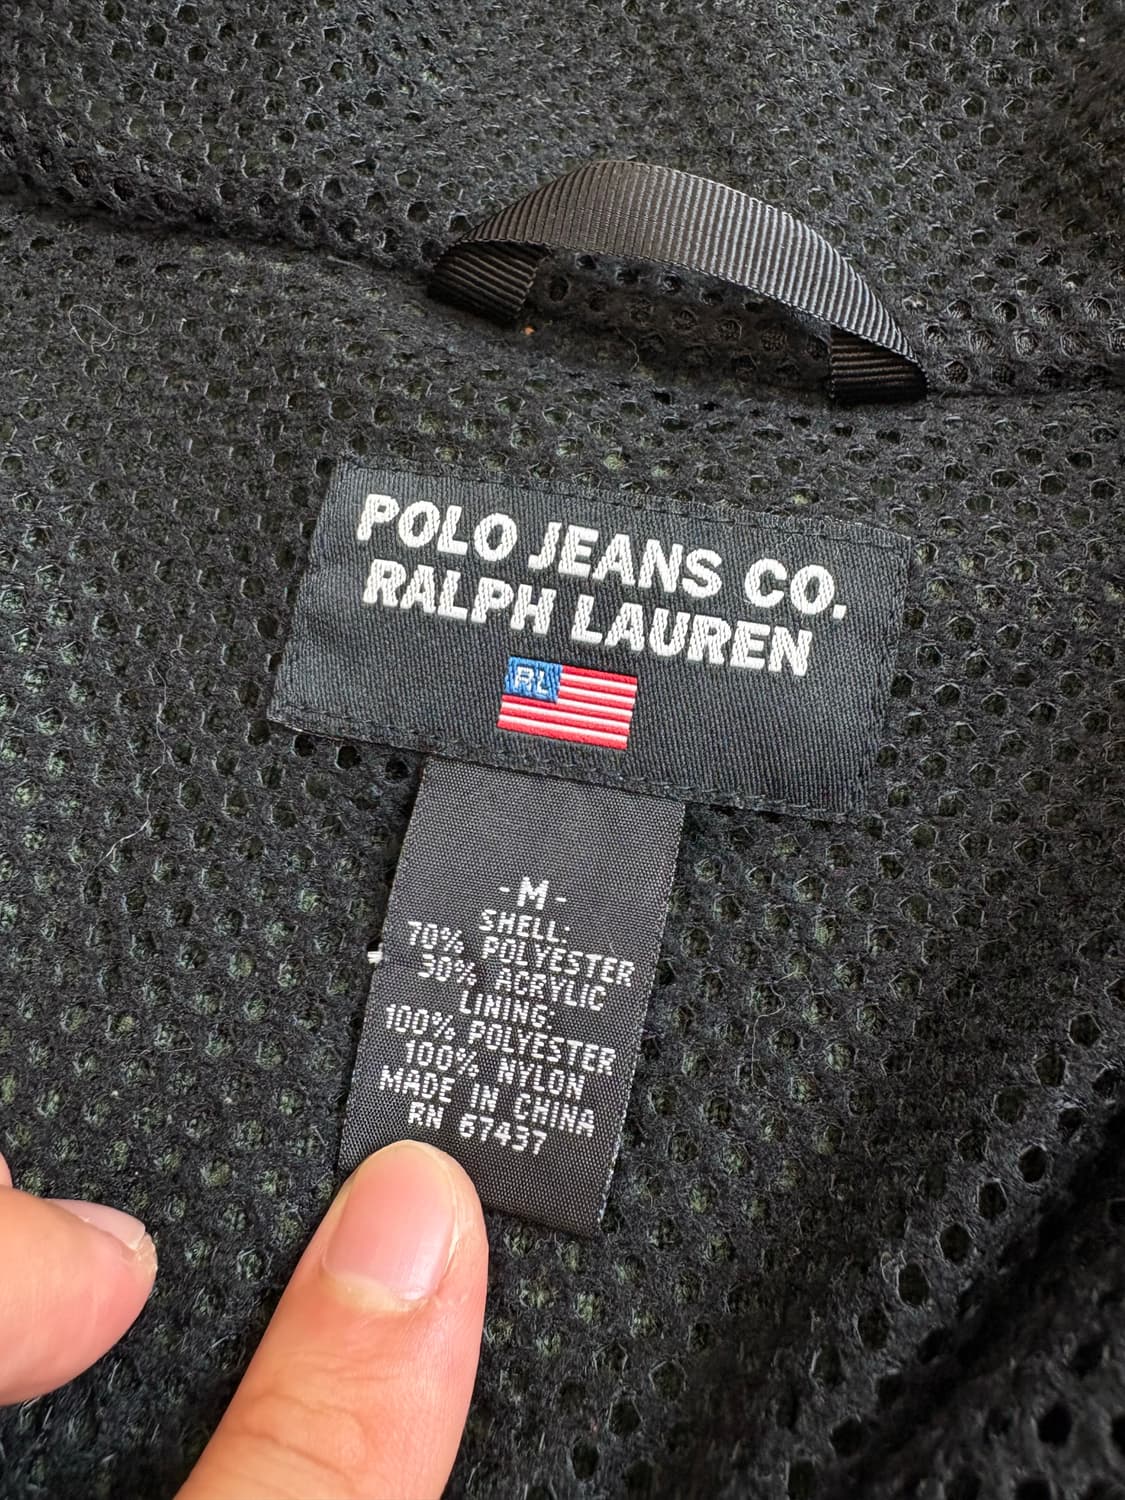 POLO JEANS CO.
RALPH LAUREN
RL
-M-
SHELL:
70% POLYESTER
30% ACRYLIC
LINING:
100% POLYESTER
100% NYLON
MADE IN CHINA
RN 67437